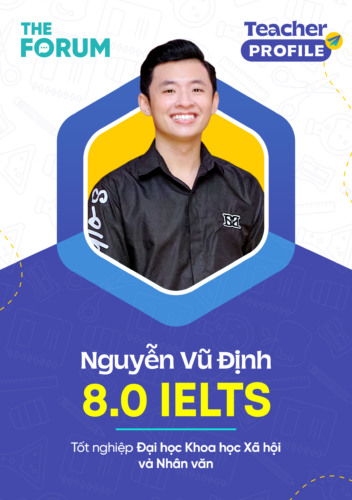 THE
FORUM
Teacher
PROFILE
Nguyễn Vũ Định
8.0 IELTS
Tốt nghiệp Đại học Khoa học Xã hội
và Nhân văn